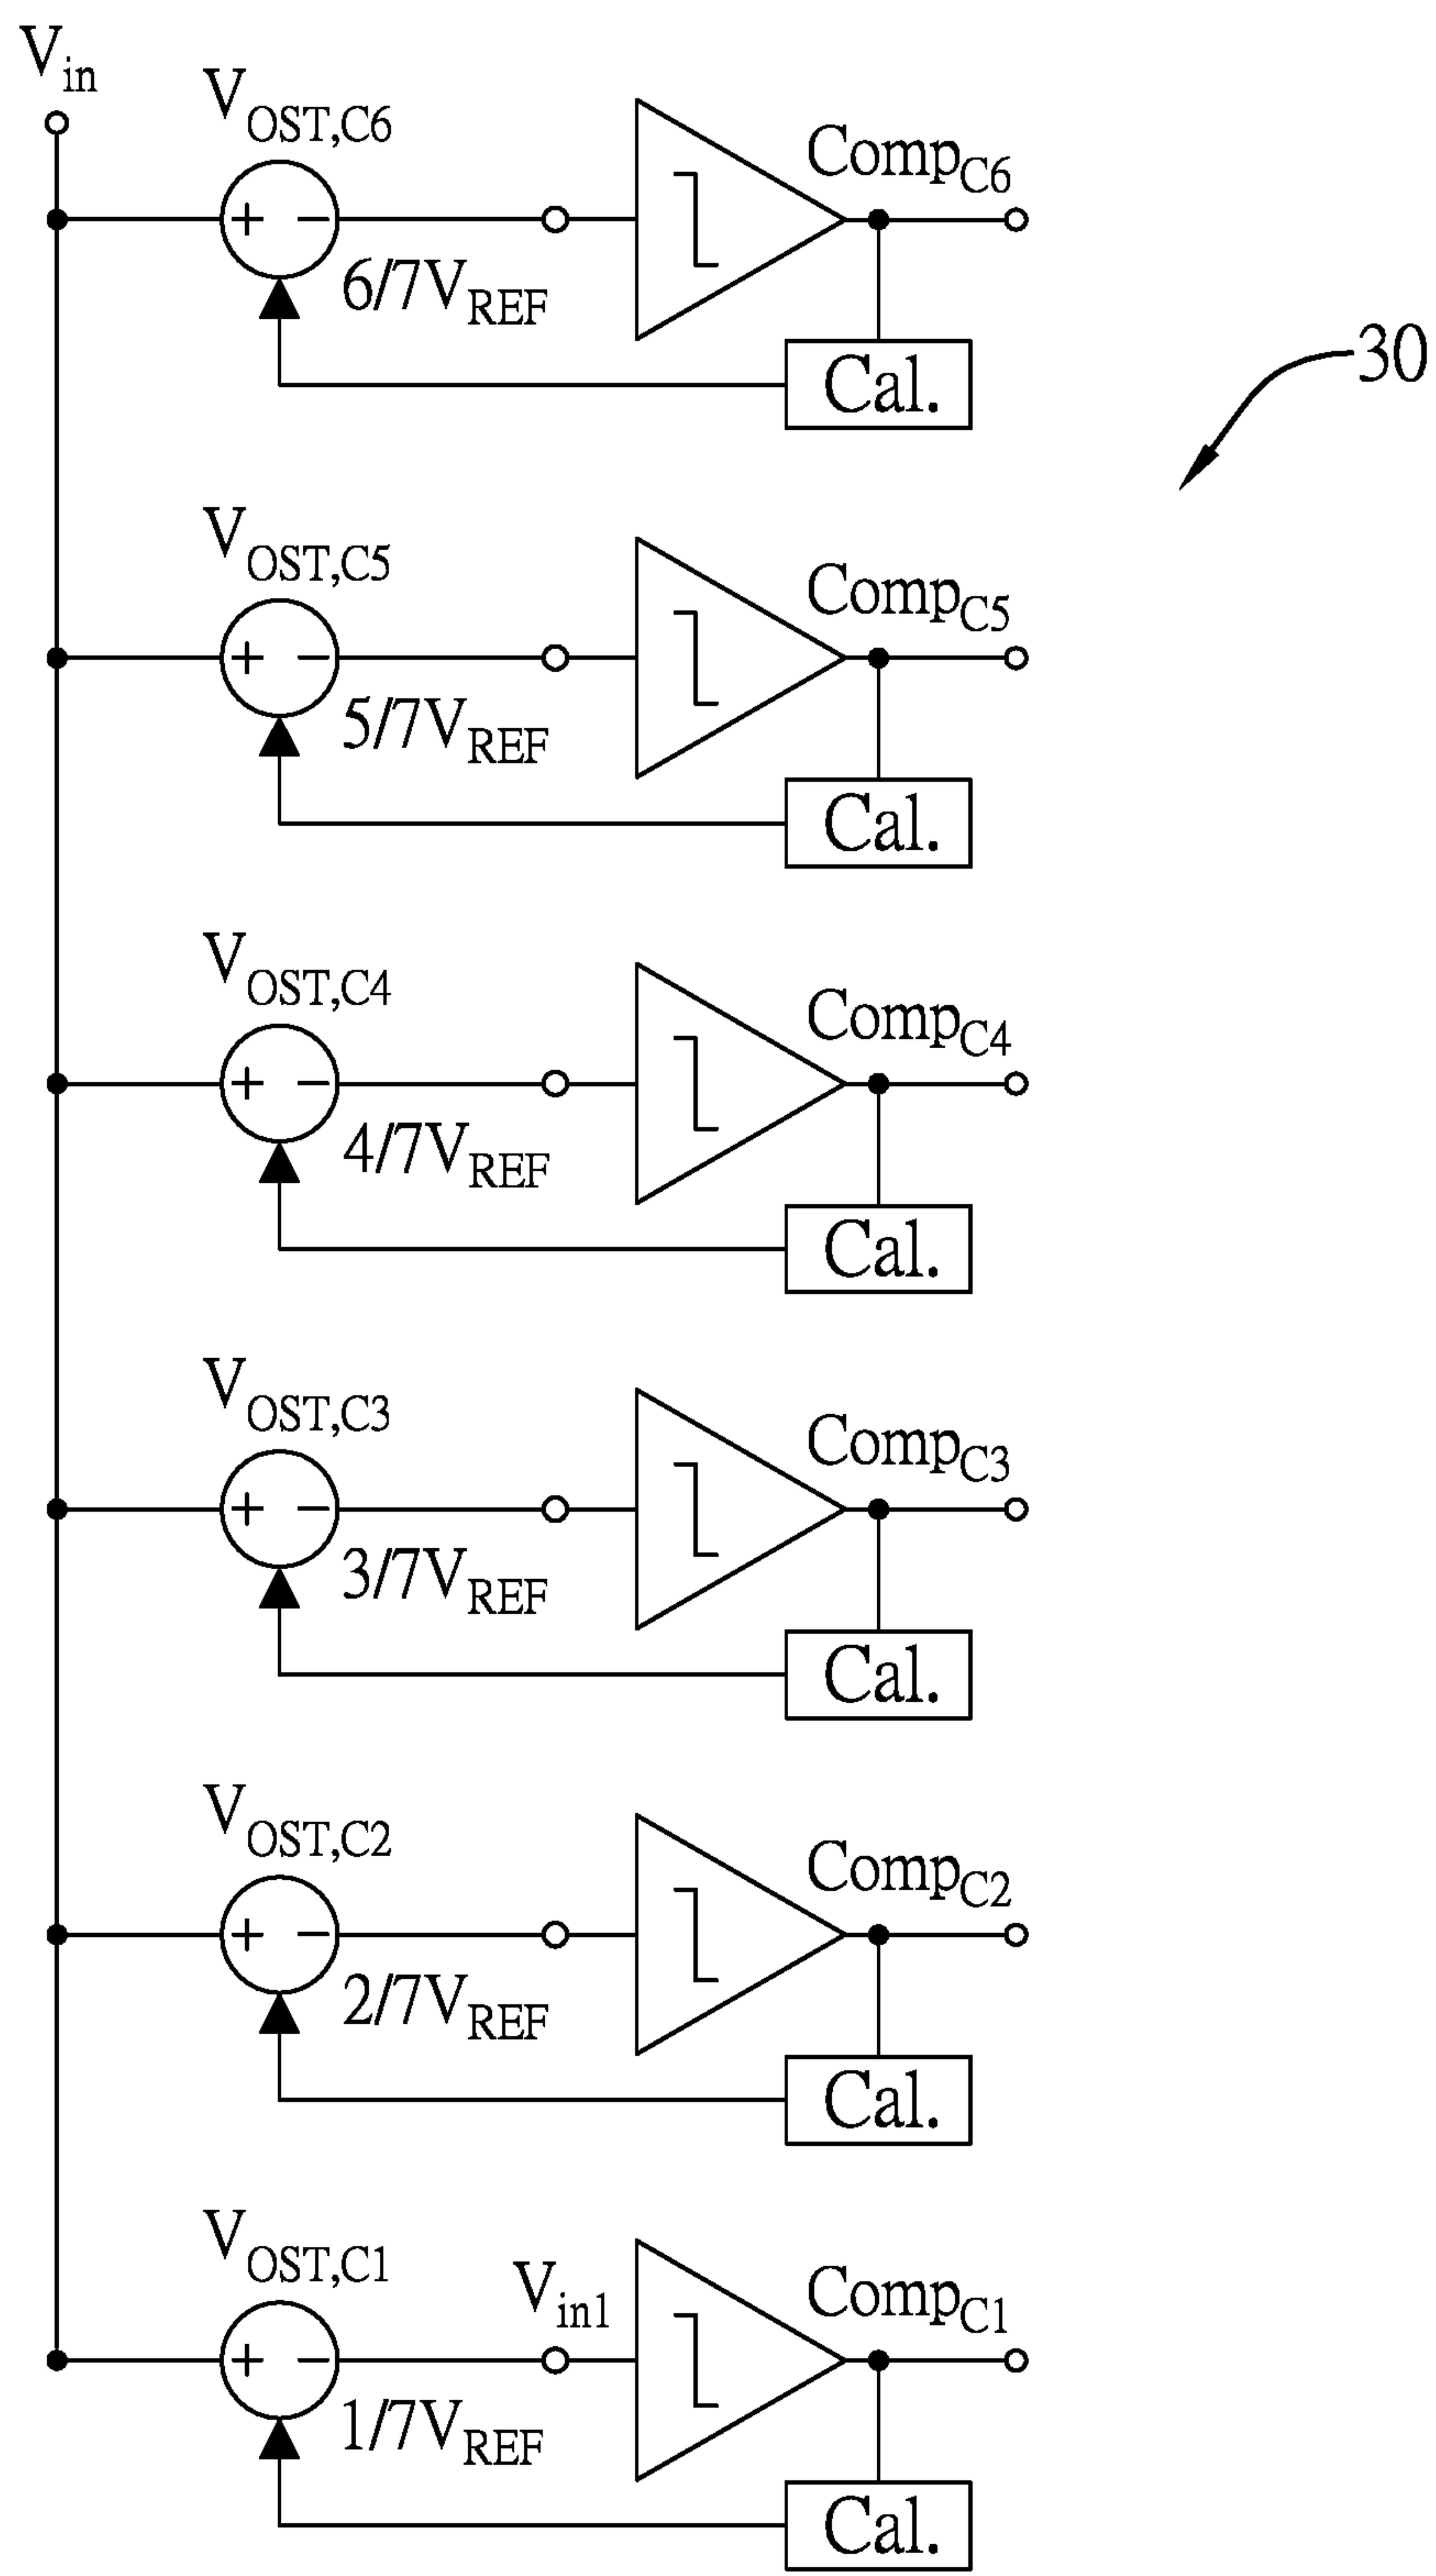 Vin
VOST,C6
+ −
6/7VREF
CompC6
Cal.
30
VOST,C5
+ −
5/7VREF
CompC5
Cal.
VOST,C4
+ −
4/7VREF
CompC4
Cal.
VOST,C3
+ −
3/7VREF
CompC3
Cal.
VOST,C2
+ −
2/7VREF
CompC2
Cal.
VOST,C1
+ −
1/7VREF
Vin1
CompC1
Cal.